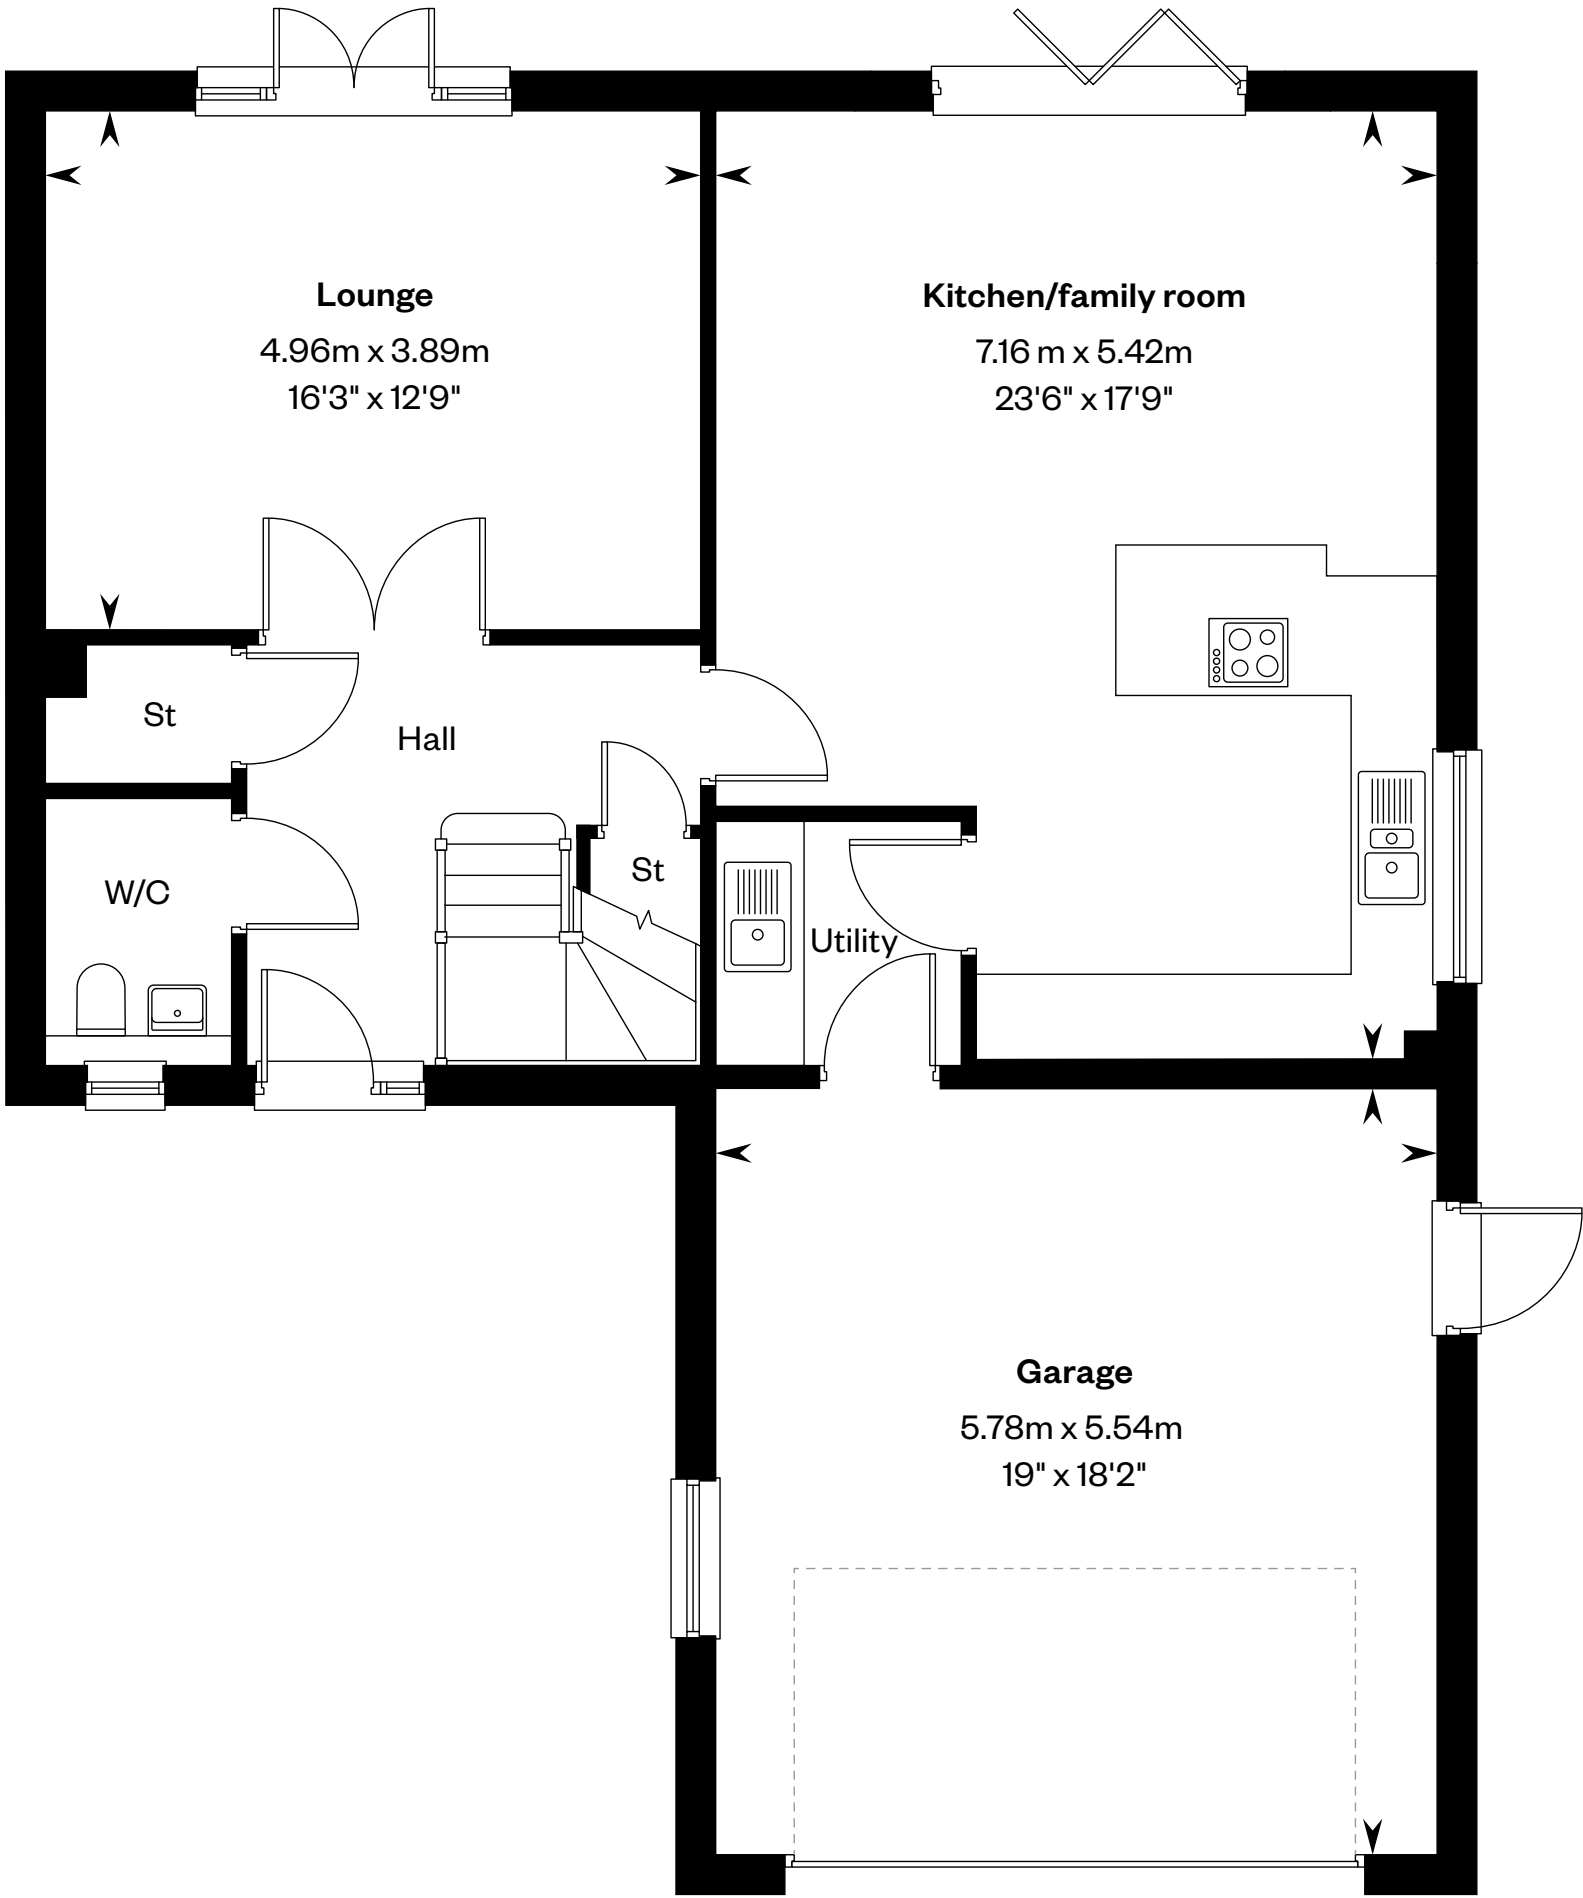 Lounge
4.96m x 3.89m
16'3" x 12'9"
Kitchen/family room
7.16 m x 5.42m
23'6" x 17'9"
St
Hall
St
W/C
Utility
Garage
5.78m x 5.54m
19" x 18'2"